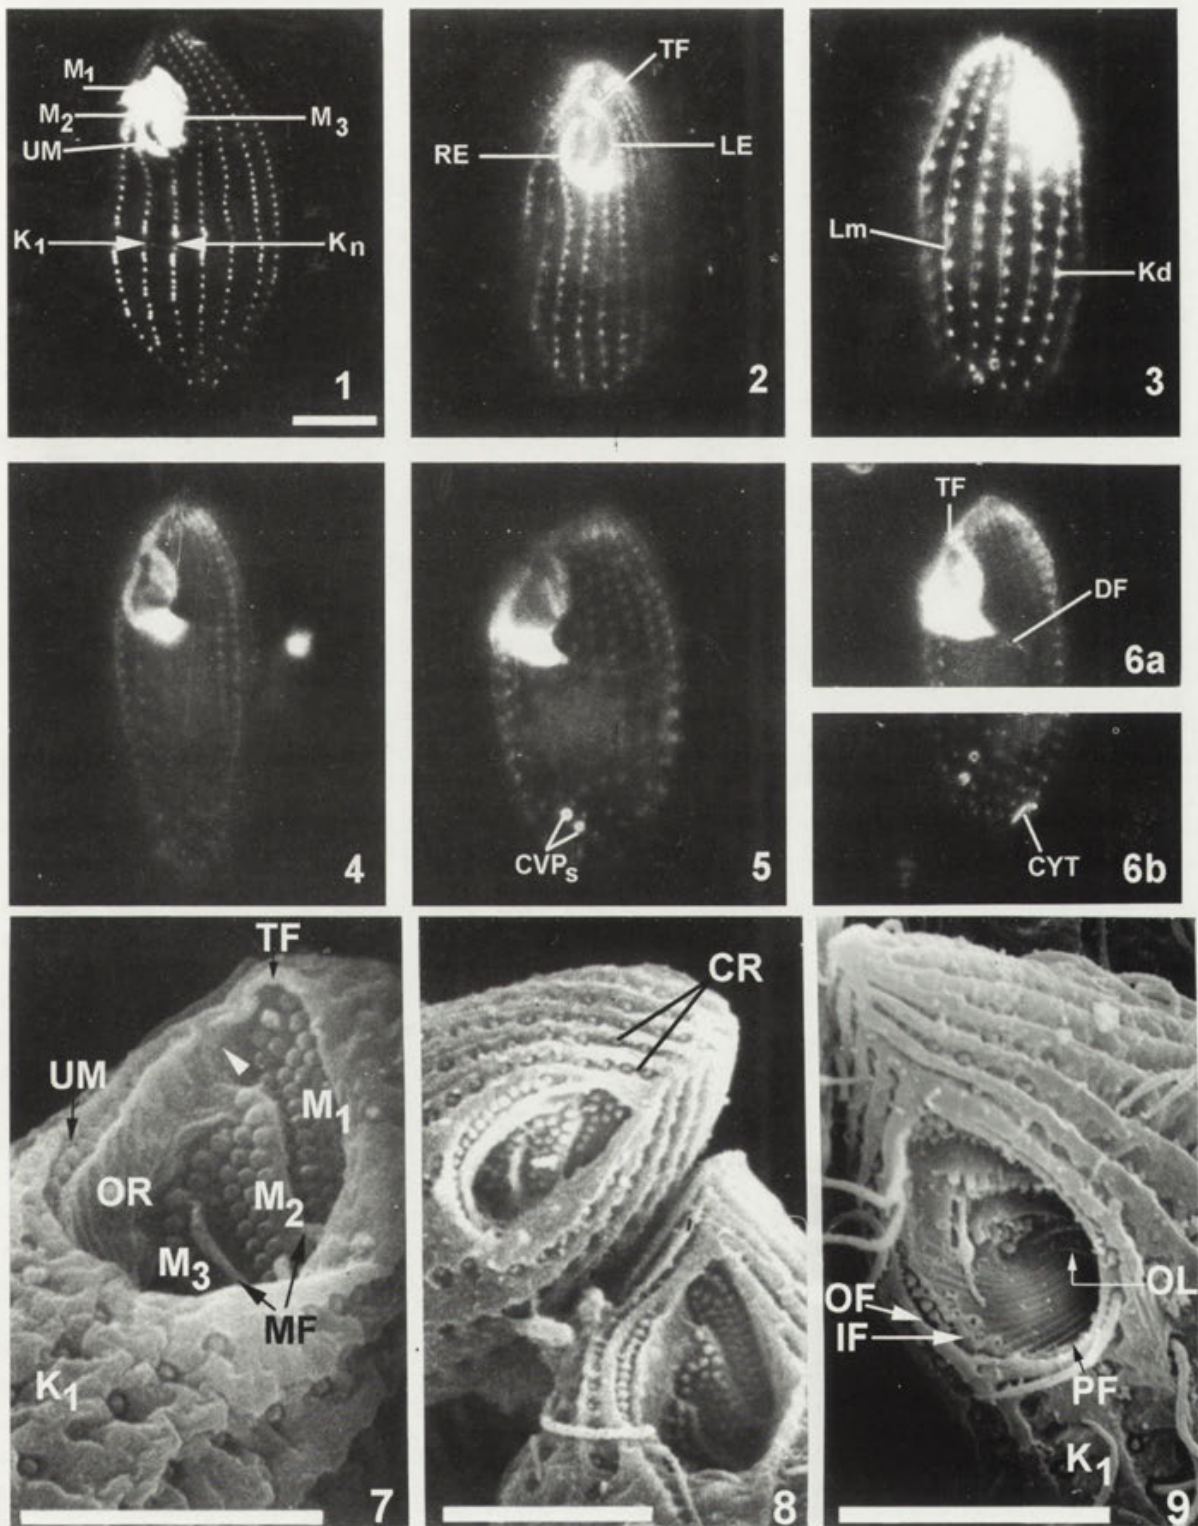 M1
M2
M3
UM
K1
Kn
1
TF
RE
LE
2
Lm
Kd
3
4
CVPs
5
TF
DF
6a
CYT
6b
TF
UM
M1
OR
M2
M3
MF
K1
7
CR
8
OL
OF
IF
PF
K1
9